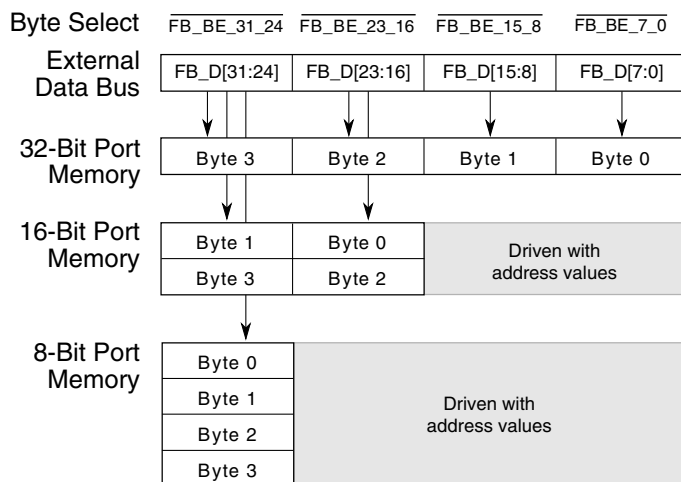 Byte Select FB_BE_31_24 FB_BE_23_16 FB_BE_15_8 FB_BE_7_0
External
Data Bus
FB_D[31:24] FB_D[23:16] FB_D[15:8] FB_D[7:0]
32-Bit Port
Memory
Byte 3 Byte 2 Byte 1 Byte 0
16-Bit Port
Memory
Byte 1 Byte 0
Byte 3 Byte 2
Driven with
address values
8-Bit Port
Memory
Byte 0
Byte 1
Byte 2
Byte 3
Driven with
address values